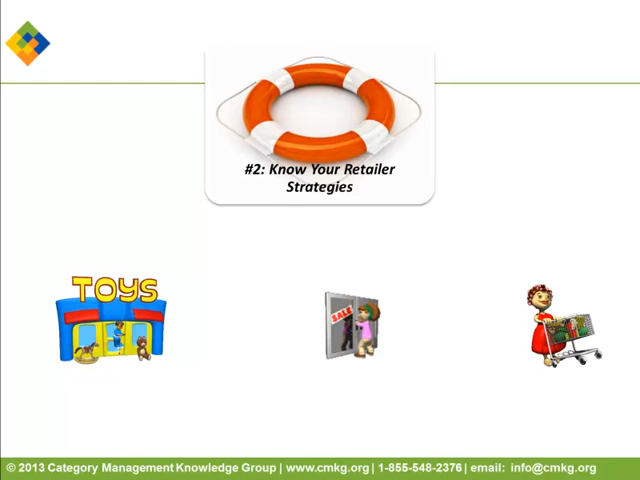 #2: Know Your Retailer
Strategies
TOYS
SALE
© 2013 Category Management Knowledge Group | www.cmkg.org | 1-855-548-2376 | email: info@cmkg.org